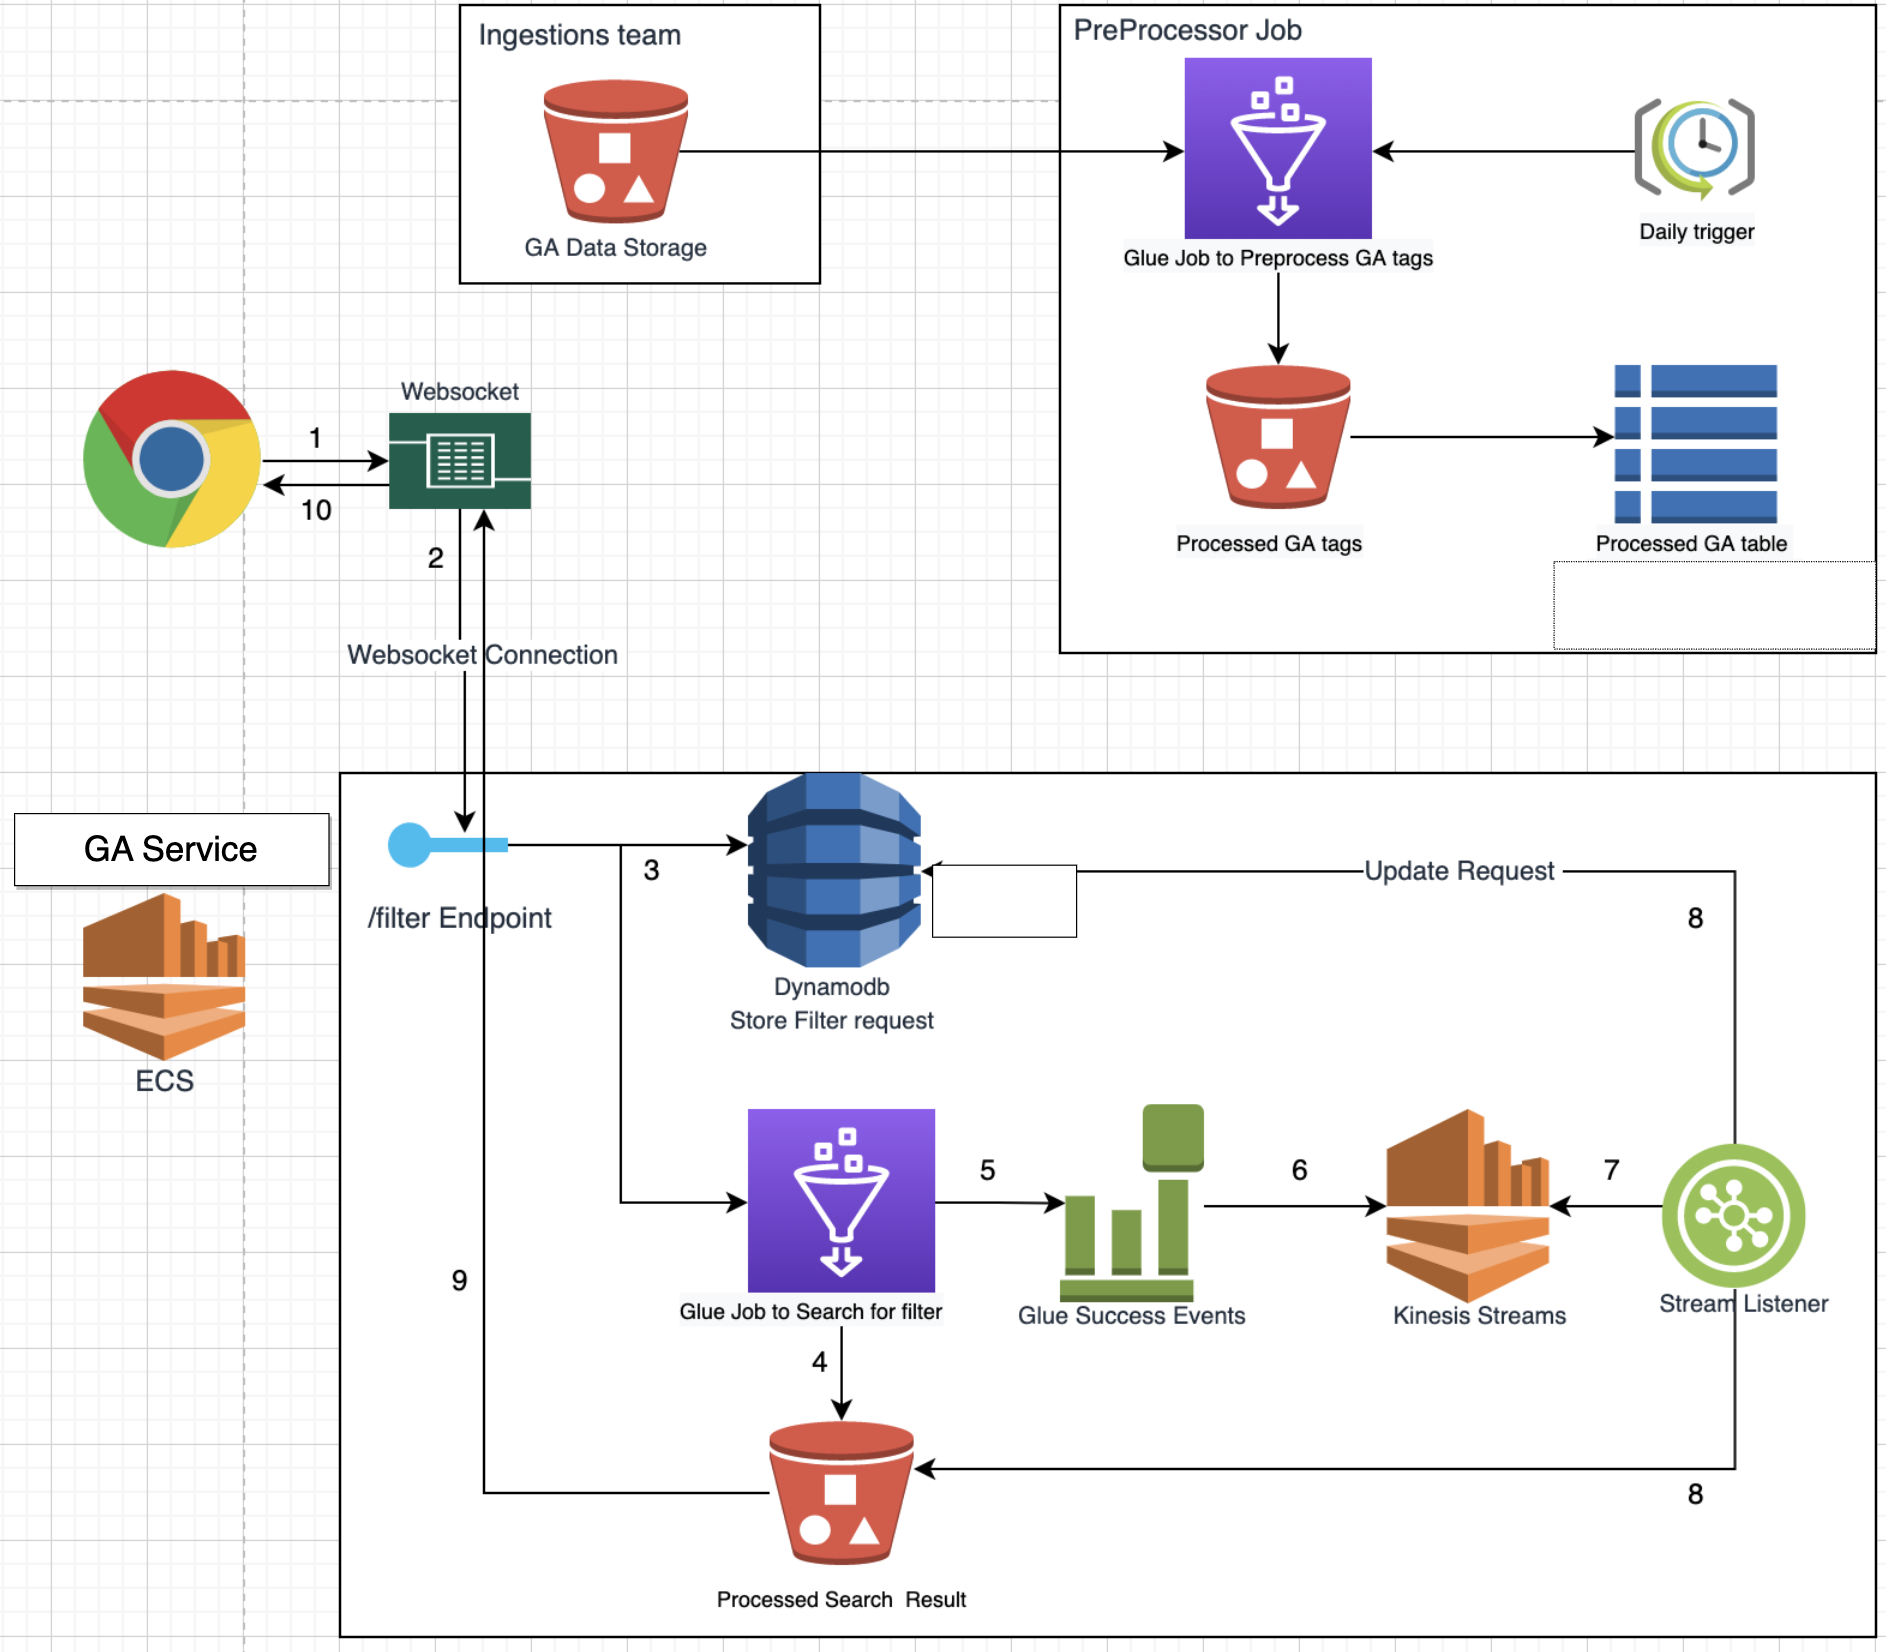 Ingestions team
GA Data Storage
PreProcessor Job
Glue Job to Preprocess GA tags
Daily trigger
Processed GA tags
Processed GA table
Websocket
1
10
2
Websocket Connection
GA Service
ECS
/filter Endpoint
3
Dynamodb
Store Filter request
Update Request
8
Glue Job to Search for filter
5
Glue Success Events
6
Kinesis Streams
7
Stream Listener
9
4
8
Processed Search  Result